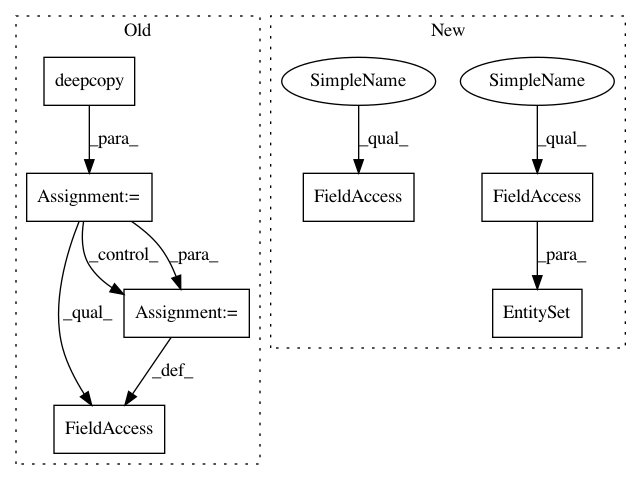 Old
New
deepcopy
SimpleName
SimpleName
_para_
_qual_
_qual_
Assignment:=
FieldAccess
FieldAccess
_control_
_para_
_para_
_qual_
Assignment:=
EntitySet
_def_
FieldAccess